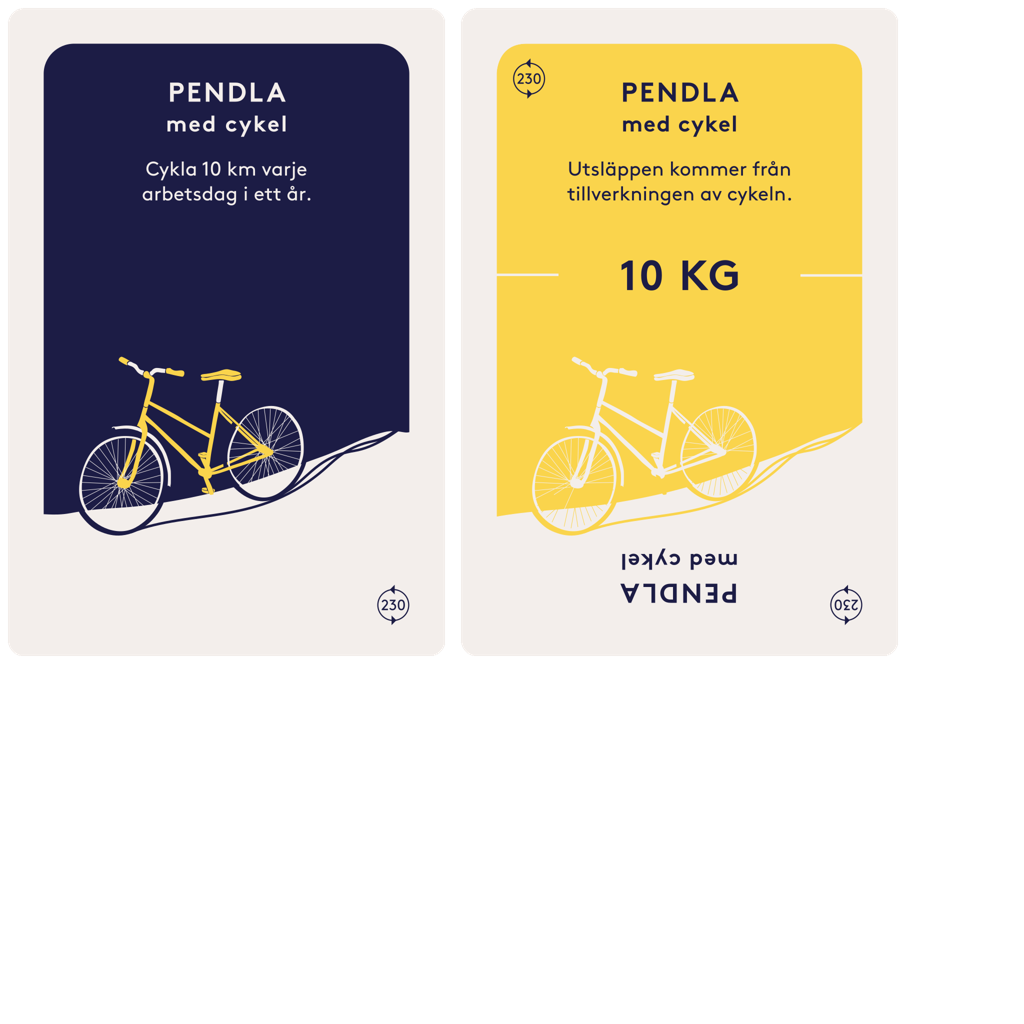 PENDLA
med cykel
Cykla 10 km varje
arbetsdag i ett år.
230
230
PENDLA
med cykel
Utsläppen kommer från
tillverkningen av cykeln.
10 KG
PENDLA
med cykel
230